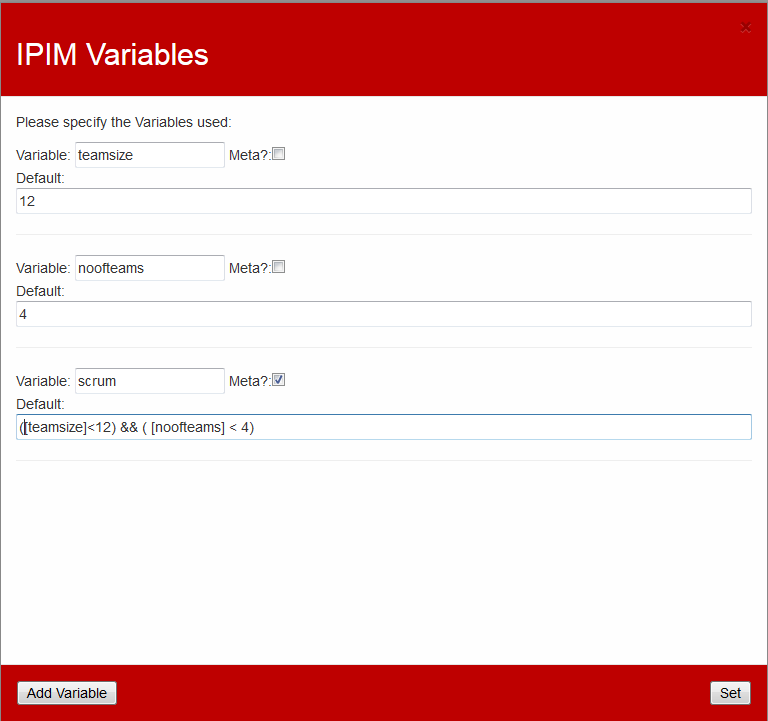 ×
IPIM Variables
Please specify the Variables used:
Variable: teamsize Meta?:
Default:
12
Variable: noofteams Meta?:
Default:
4
Variable: scrum Meta?:
Default:
([teamsize]<12) && ( [noofteams] < 4)
Add Variable Set